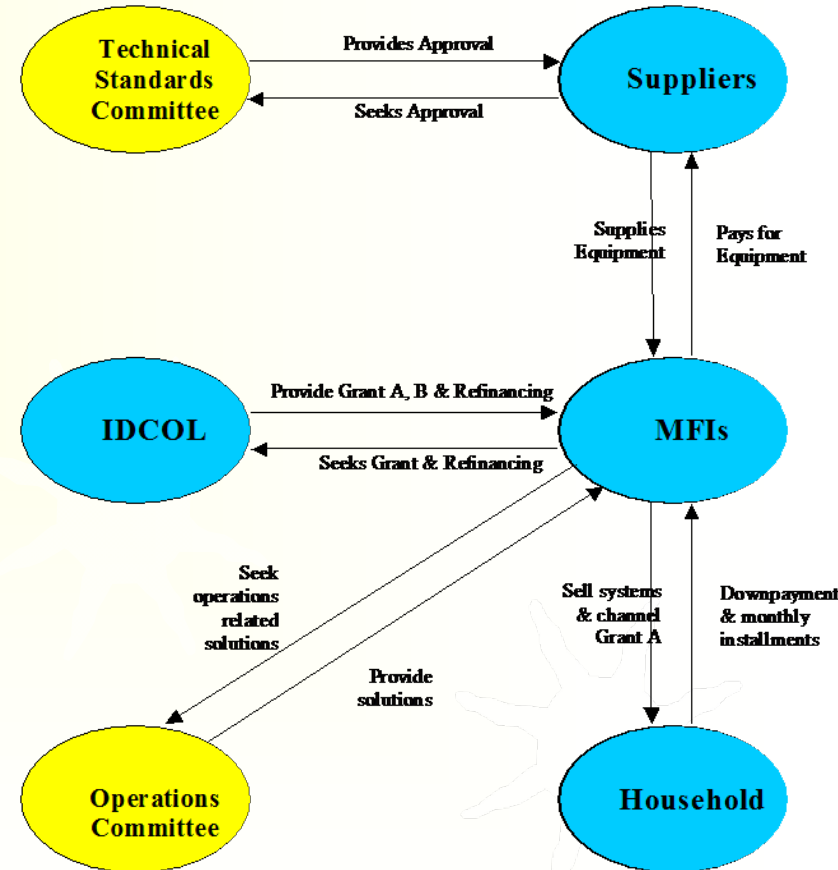 Technical
Standards
Committee
Provides Approval
Seeks Approval
Suppliers
Supplies
Equipment
Pays for
Equipment
IDCOL
Provide Grant A, B & Refinancing
Seeks Grant & Refinancing
MFIs
Seek
operations
related
solutions
Provide
solutions
Sell systems
& channel
Grant A
Downpayment
& monthly
installments
Operations
Committee
Household